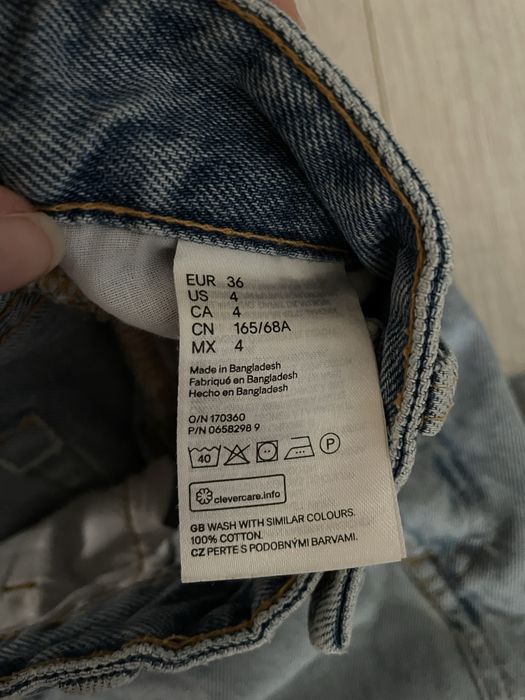 EUR 36
US 4
CA 4
CN 165/68A
MX 4
Made in Bangladesh
Fabriqué en Bangladesh
Hecho en Bangladesh
O/N 170360
P/N 0658298 9
40 P
clevercare.info
GB WASH WITH SIMILAR COLOURS.
100% COTTON.
CZ PERTE S PODOBNÝMI BARVAMI.